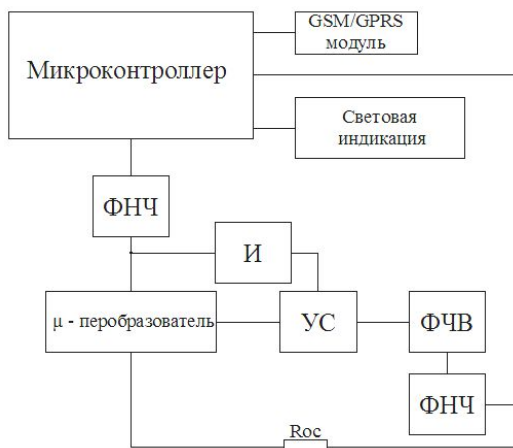 GSM/GPRS
модуль
Микроконтроллер
Световая
индикация
ФНЧ
И
μ - перобразователь
УС
ФЧВ
ФНЧ
Roc